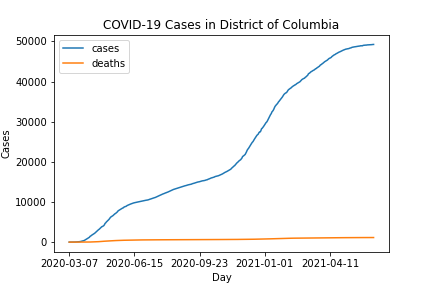 COVID-19 Cases in District of Columbia
cases
deaths
50000
40000
30000
20000
10000
0
Cases
2020-03-07 2020-06-15 2020-09-23 2021-01-01 2021-04-11
Day